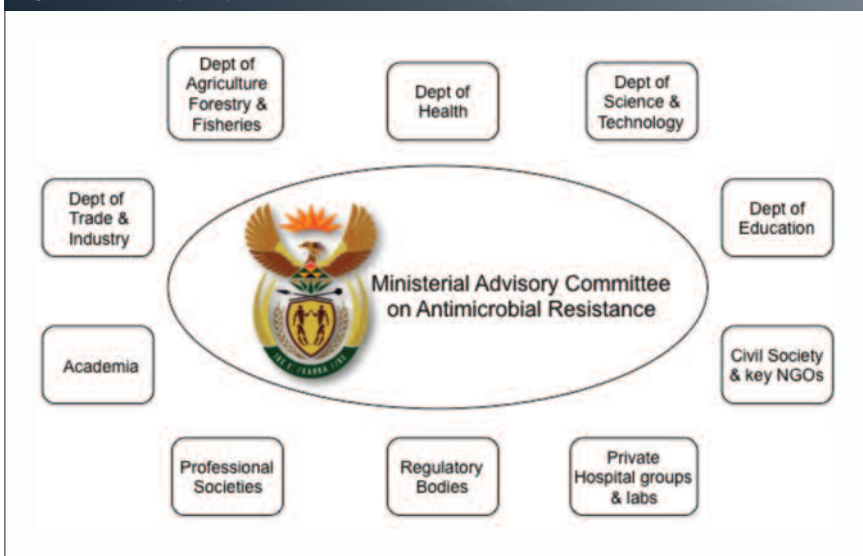 Dept of
Agriculture
Forestry &
Fisheries
Dept of
Health
Dept of
Science &
Technology
Dept of
Trade &
Industry
Dept of
Education
Ministerial Advisory Committee
on Antimicrobial Resistance
Academia
Civil Society
& key NGOs
Professional
Societies
Regulatory
Bodies
Private
Hospital groups
& labs